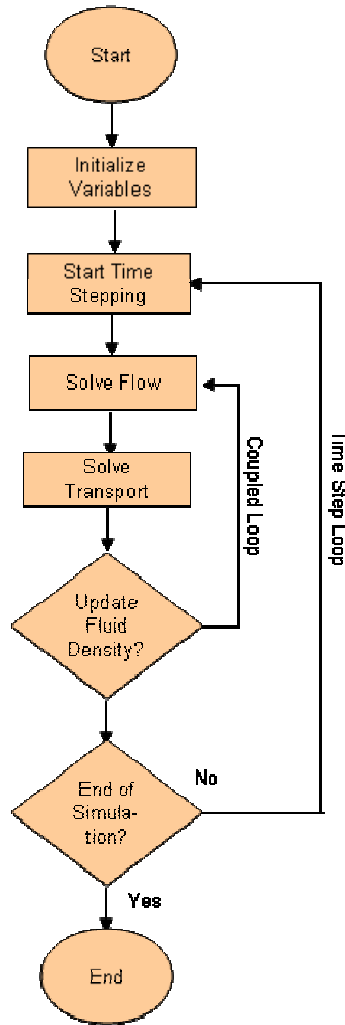 Start
Initialize
Variables
Start Time
Stepping
Solve Flow
Solve
Transport
Coupled Loop
Time Step Loop
Update
Fluid
Density?
No
End of
Simula-
tion?
Yes
End